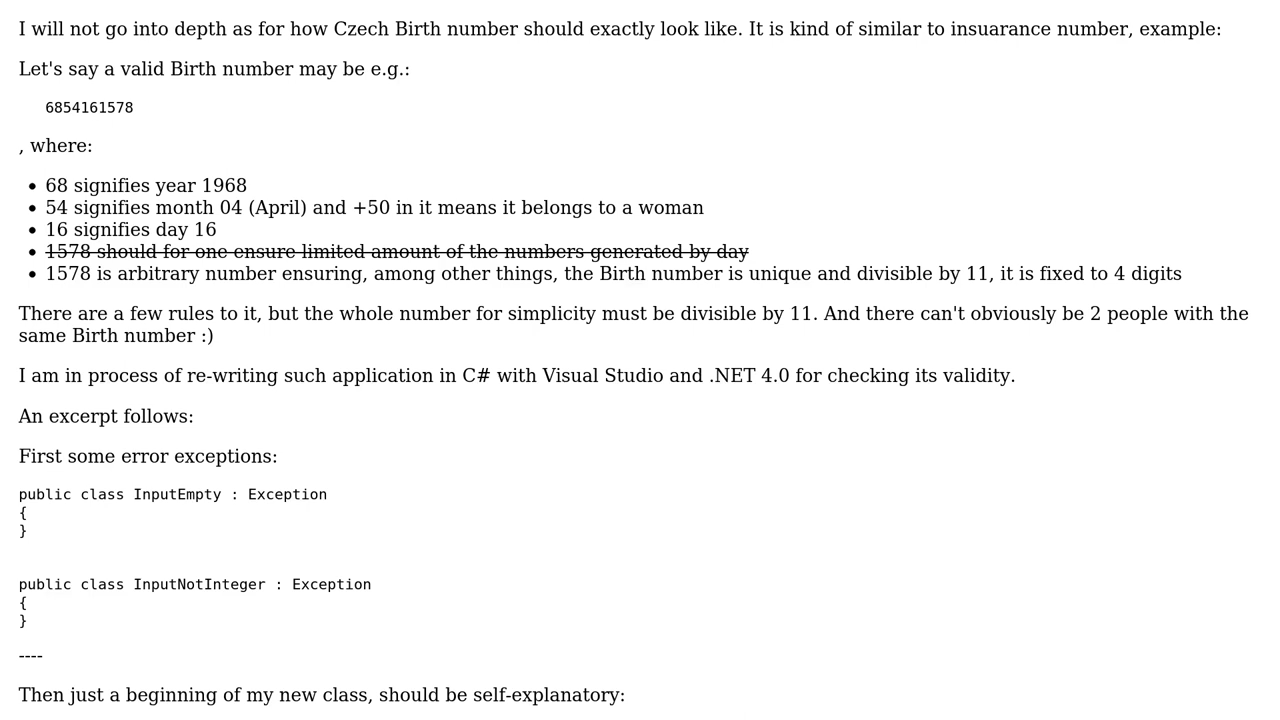 I will not go into depth as for how Czech Birth number should exactly look like. It is kind of similar to insuarance number, example:
Let's say a valid Birth number may be e.g.:
6854161578
, where:
• 68 signifies year 1968
• 54 signifies month 04 (April) and +50 in it means it belongs to a woman
• 16 signifies day 16
• 1578 should for one ensure limited amount of the numbers generated by day
• 1578 is arbitrary number ensuring, among other things, the Birth number is unique and divisible by 11, it is fixed to 4 digits
There are a few rules to it, but the whole number for simplicity must be divisible by 11. And there can't obviously be 2 people with the
same Birth number :)
I am in process of re-writing such application in C# with Visual Studio and .NET 4.0 for checking its validity.
An excerpt follows:
First some error exceptions:
public class InputEmpty : Exception
{
}
public class InputNotInteger : Exception
{
}
----
Then just a beginning of my new class, should be self-explanatory: